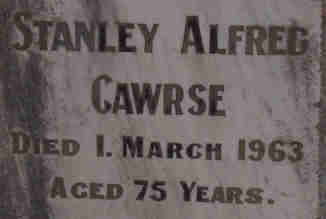 STANLEY ALFRED
CAWRSE
DIED 1. MARCH 1963
AGED 75 YEARS.